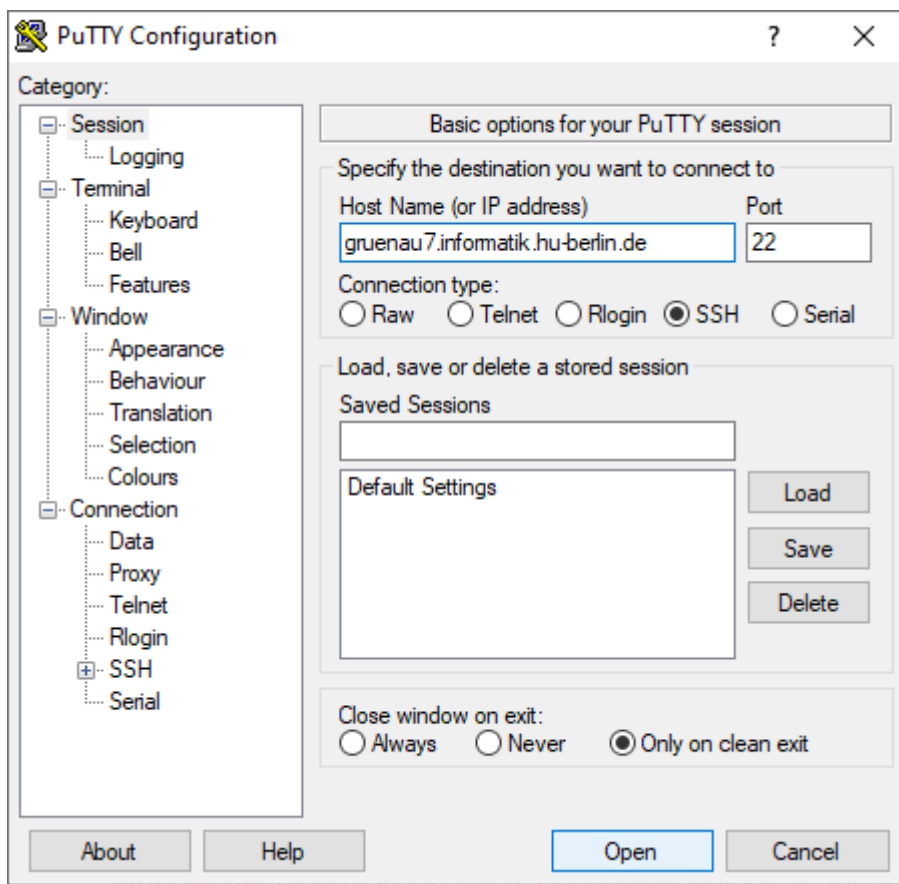 PuTTY Configuration
?
Category:
Session
Logging
Terminal
Keyboard
Bell
Features
Window
Appearance
Behaviour
Translation
Selection
Colours
Connection
Data
Proxy
Telnet
Rlogin
SSH
Serial
Basic options for your PuTTY session
Specify the destination you want to connect to
Host Name (or IP address) Port
gruenau7.informatik.hu-berlin.de 22
Connection type:
Raw Telnet Rlogin SSH Serial
Load, save or delete a stored session
Saved Sessions
Default Settings
Load
Save
Delete
Close window on exit:
Always Never Only on clean exit
About Help Open Cancel